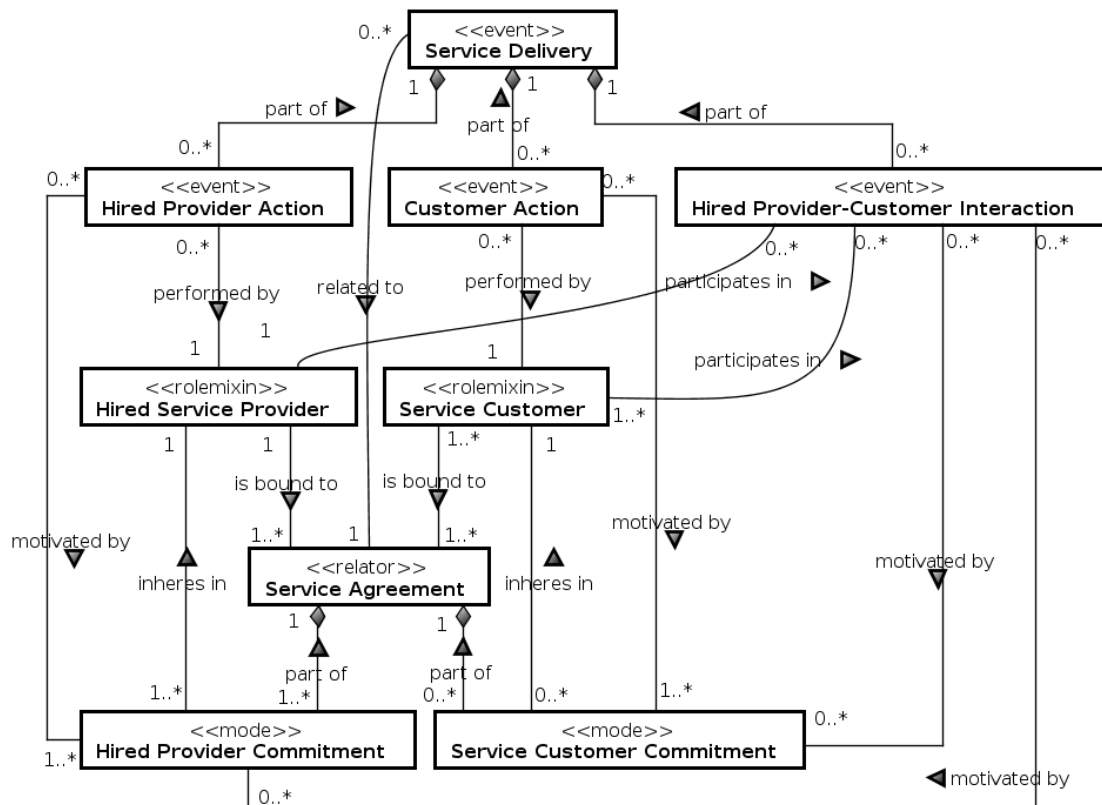 <<event>>
Service Delivery
0..*
1
1
1
part of
part of
part of
0..*
0..*
0..*
0..*
<<event>>
Hired Provider Action
<<event>>
Customer Action
0..*
<<event>>
Hired Provider-Customer Interaction
0..*
0..*
0..*
0..*
0..*
0..*
performed by
related to
performed by
participates in
1
1
1
participates in
<<rolemixin>>
Hired Service Provider
<<rolemixin>>
Service Customer
1..*
1
1
1..*
1
is bound to
is bound to
1..*
1
1..*
motivated by
inheres in
<<relator>>
Service Agreement
inheres in
motivated by
motivated by
1
1
part of
part of
1..*
1..*
0..*
0..*
1..*
0..*
<<mode>>
Hired Provider Commitment
<<mode>>
Service Customer Commitment
1..*
motivated by
0..*